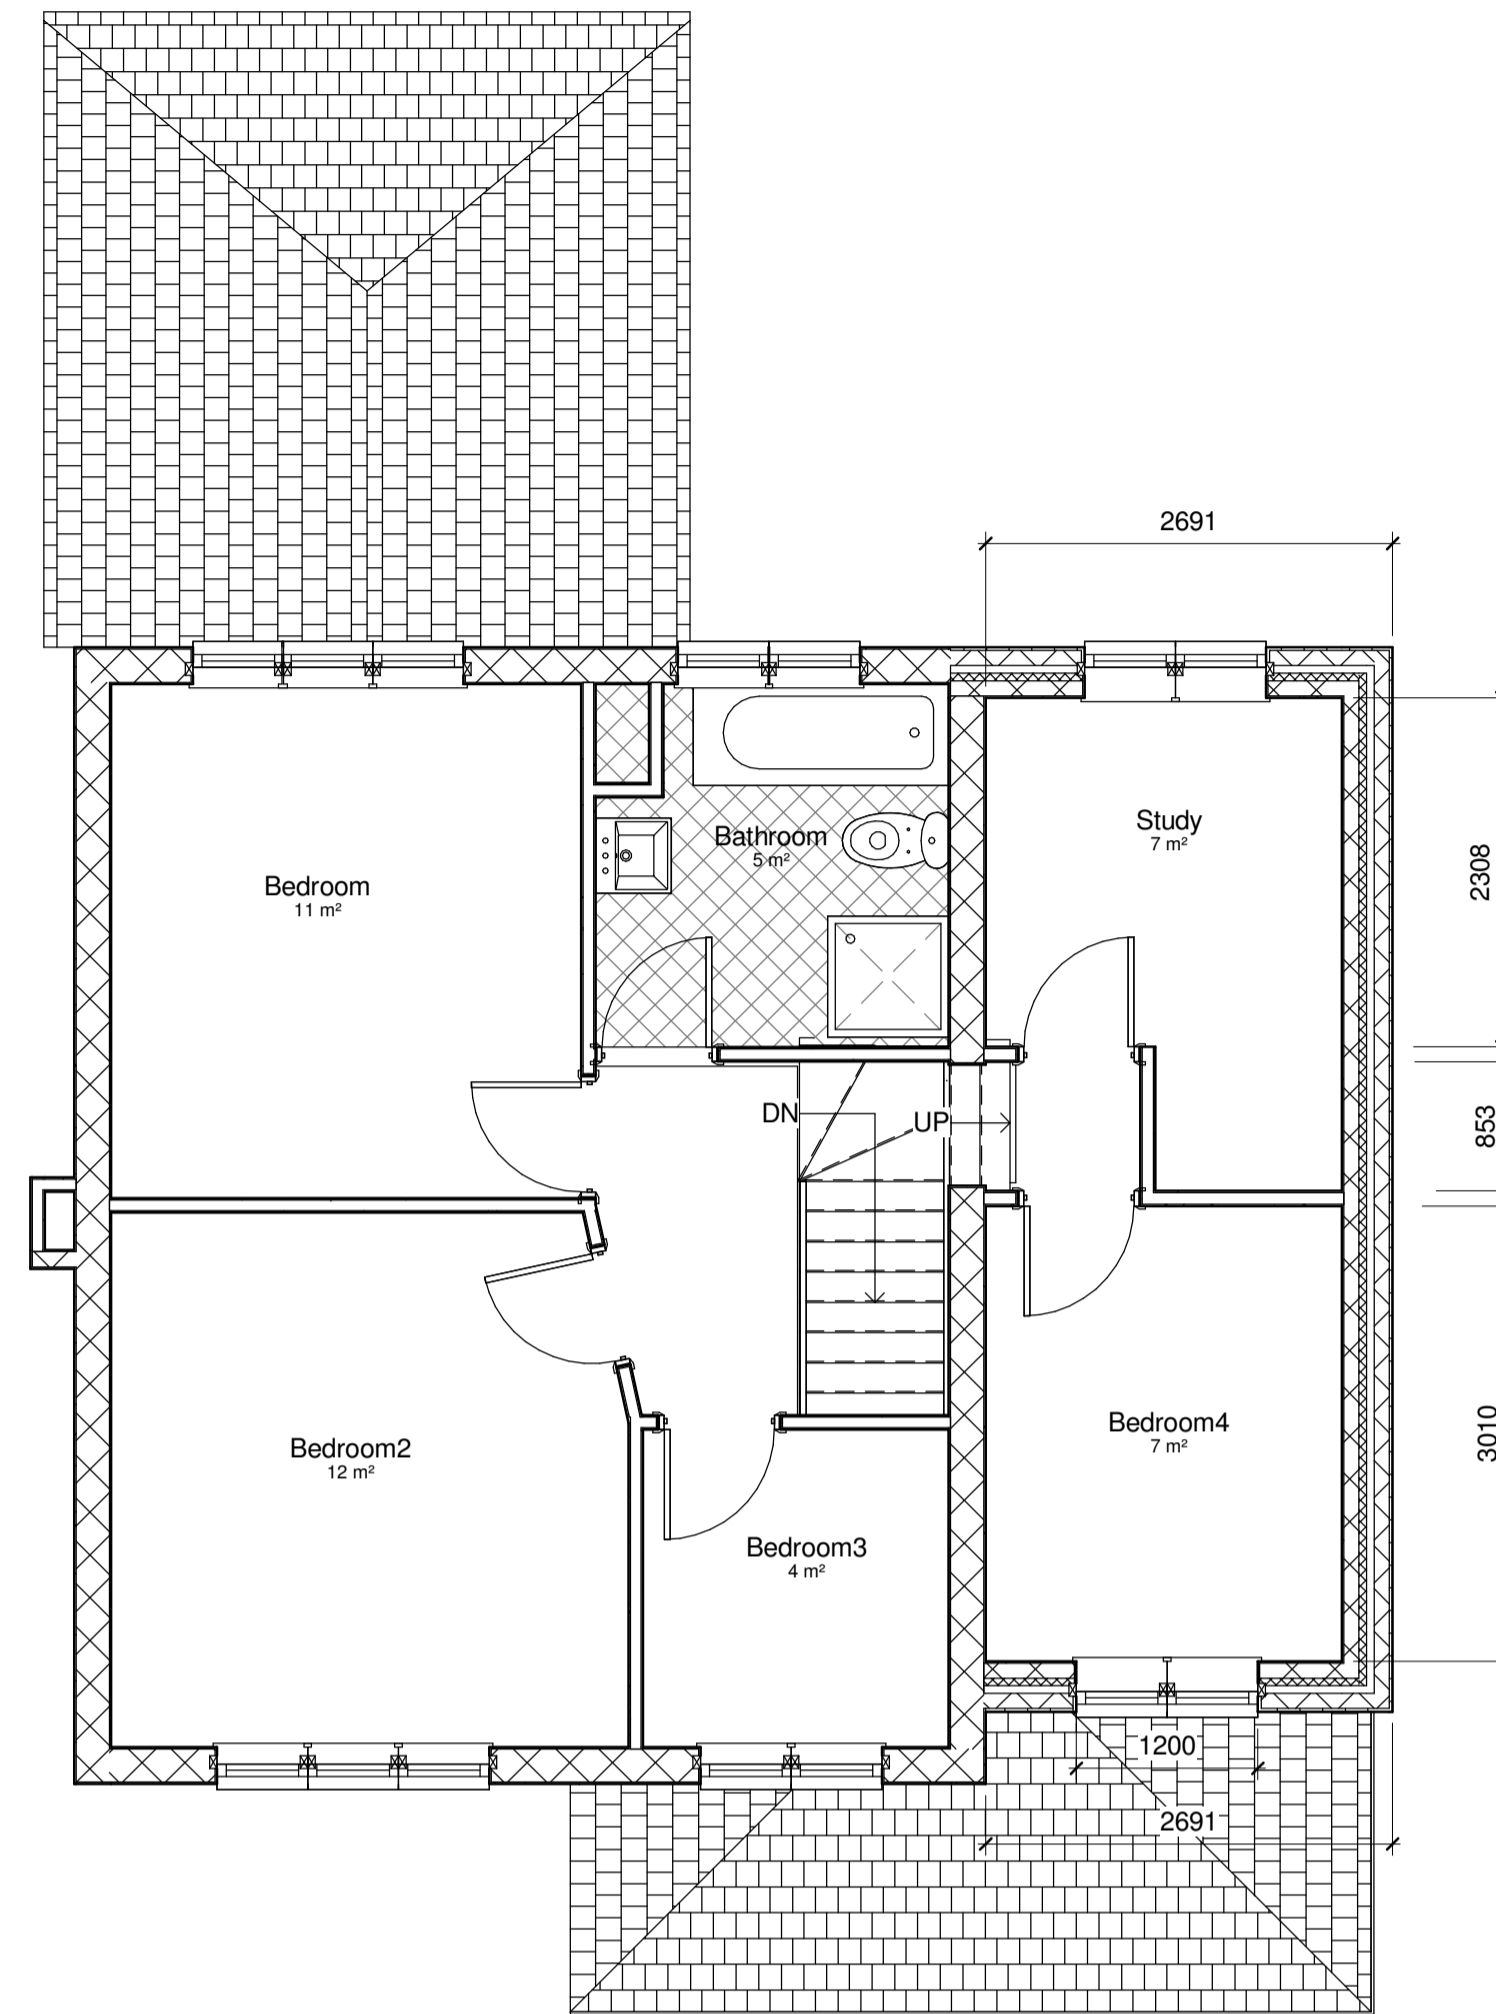 2691
Study
7 m²
Bathroom
5 m²
2308
Bedroom
11 m²
DN
UP
853
Bedroom4
7 m²
3010
Bedroom2
12 m²
Bedroom3
4 m²
1200
2691